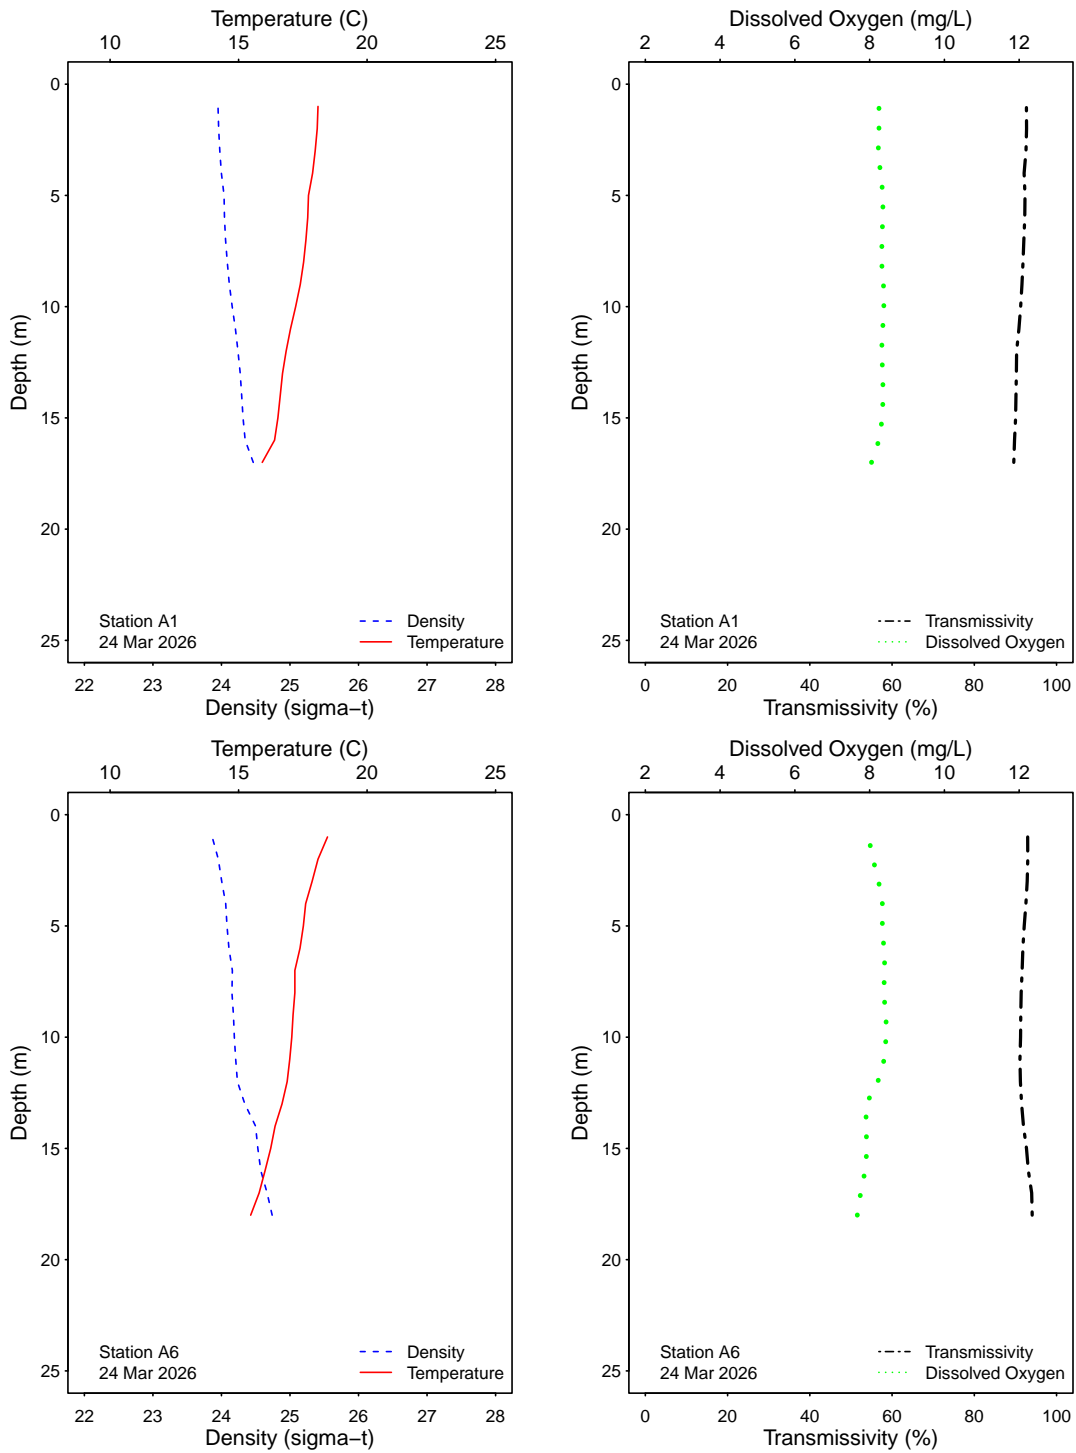 Temperature (C)
10 15 20 25
0
5
10
15
20
25
Depth (m)
Station A1
24 Mar 2026
Density
Temperature
22 23 24 25 26 27 28
Density (sigma−t)
Dissolved Oxygen (mg/L)
2 4 6 8 10 12
0
5
10
15
20
25
Depth (m)
Station A1
24 Mar 2026
Transmissivity
Dissolved Oxygen
0 20 40 60 80 100
Transmissivity (%)
Temperature (C)
10 15 20 25
0
5
10
15
20
25
Depth (m)
Station A6
24 Mar 2026
Density
Temperature
22 23 24 25 26 27 28
Density (sigma−t)
Dissolved Oxygen (mg/L)
2 4 6 8 10 12
0
5
10
15
20
25
Depth (m)
Station A6
24 Mar 2026
Transmissivity
Dissolved Oxygen
0 20 40 60 80 100
Transmissivity (%)